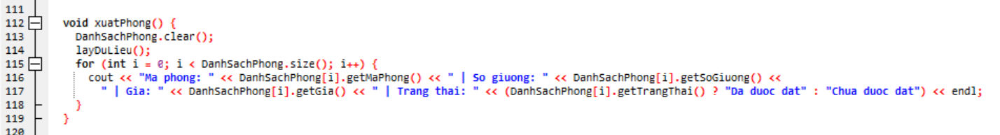 111
112 void xuatPhong() {
113 DanhSachPhong.clear();
114 layDuLieu();
115 for (int i = 0; i < DanhSachPhong.size(); i++) {
116 cout << "Ma phong: " << DanhSachPhong[i].getMaPhong() << " | So giuong: " << DanhSachPhong[i].getSoGiuong() <<
117 " | Gia: " << DanhSachPhong[i].getGia() << " | Trang thai: " << (DanhSachPhong[i].getTrangThai() ? "Da duoc dat" : "Chua duoc dat") << endl;
118 }
119 }
120